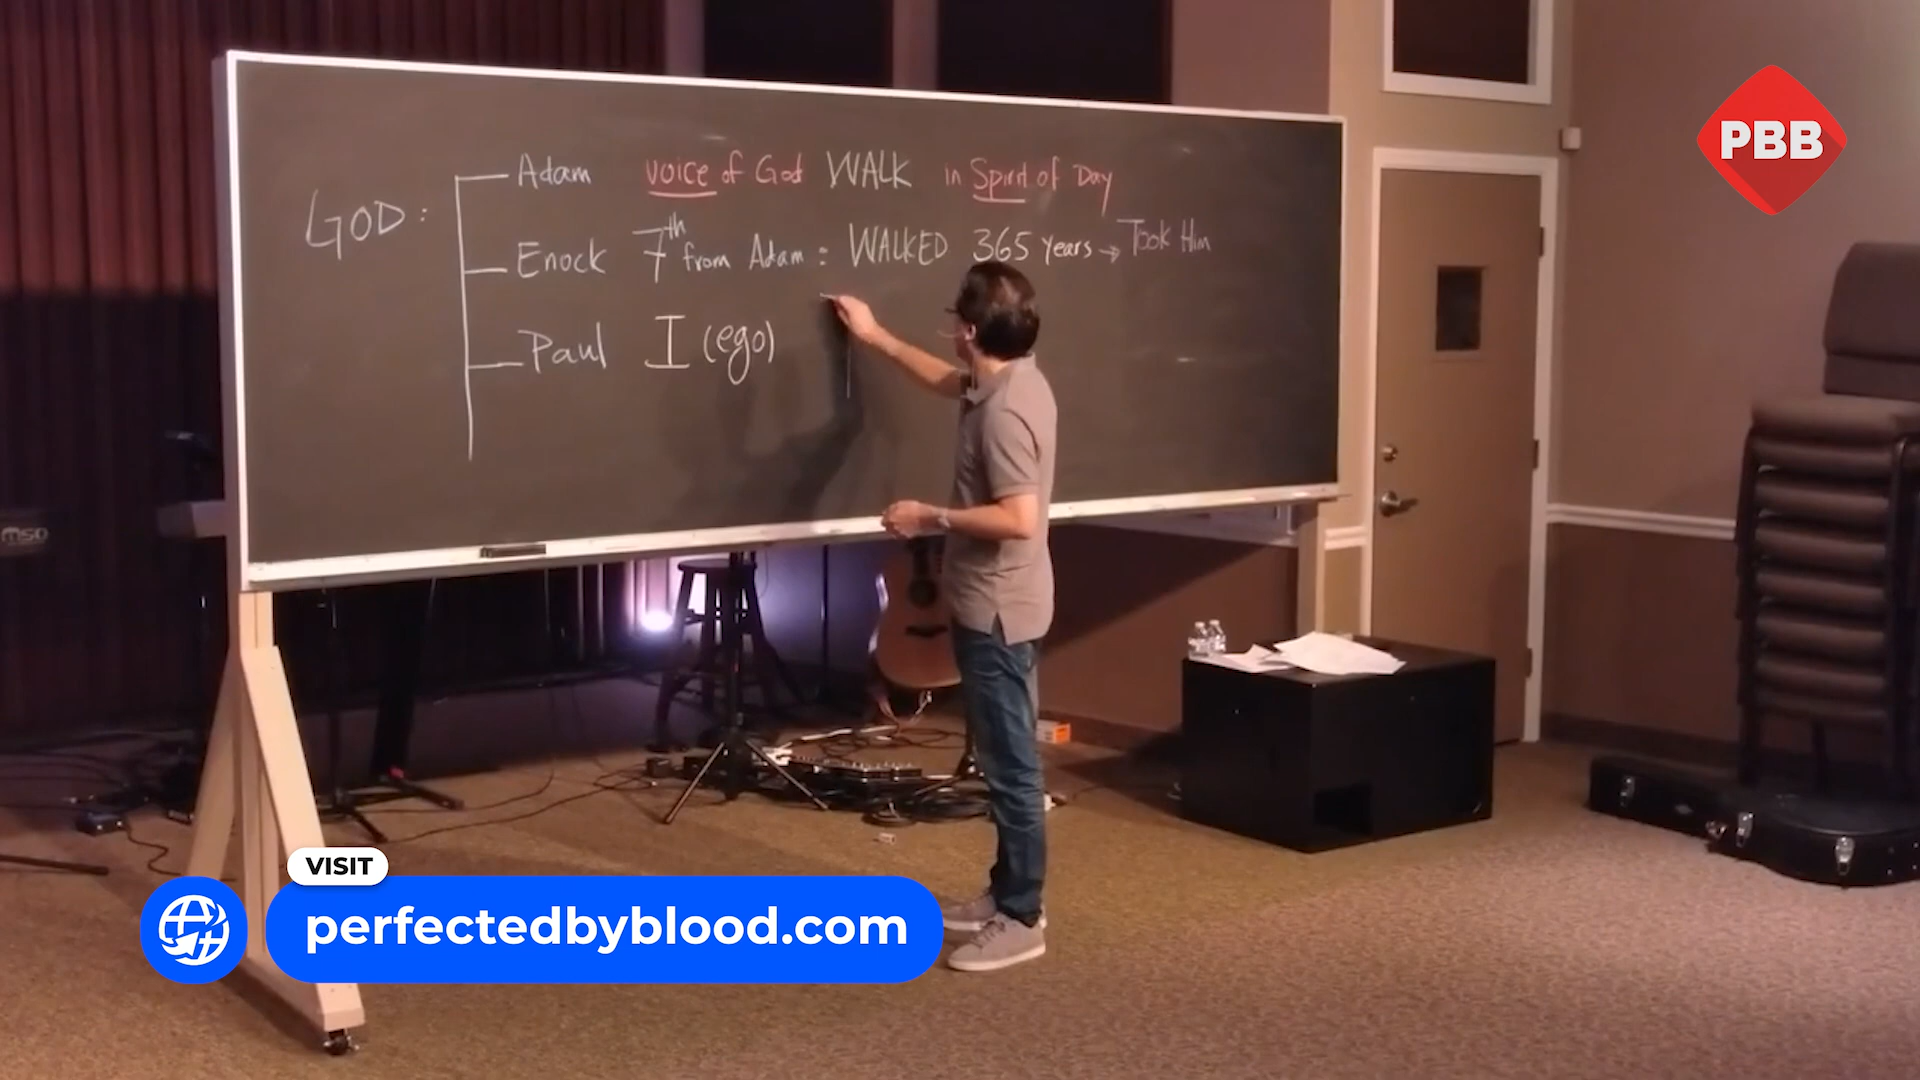 PBB
Adam voice of God WALK in Spirit of Day
GOD:
Enock 7th from Adam : WALKED 365 years → Took Him
Paul I (ego)
VISIT
perfectedbyblood.com